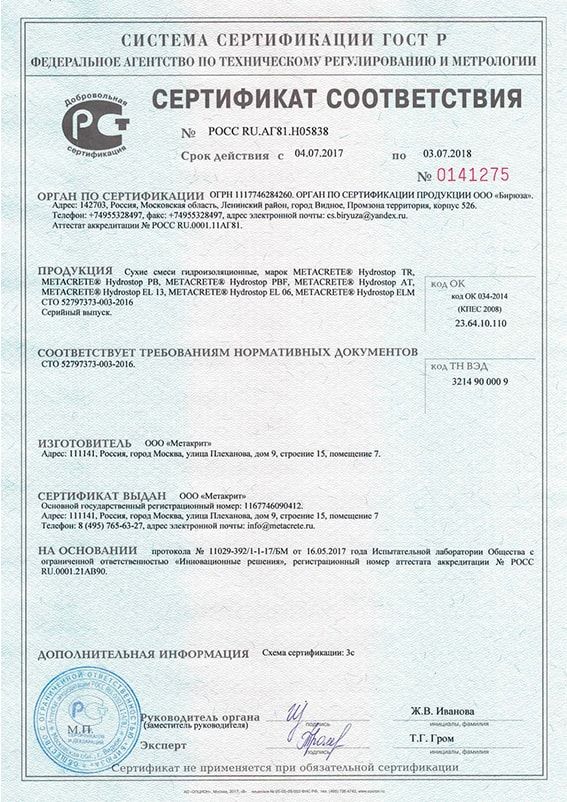 СИСТЕМА СЕРТИФИКАЦИИ ГОСТ Р
ФЕДЕРАЛЬНОЕ АГЕНТСТВО ПО ТЕХНИЧЕСКОМУ РЕГУЛИРОВАНИЮ И МЕТРОЛОГИИ
Добровольная
сертификация
СЕРТИФИКАТ СООТВЕТСТВИЯ
№ РОСС RU.АГ81.Н05838
Срок действия с 04.07.2017 по 03.07.2018
№ 0141275
ОРГАН ПО СЕРТИФИКАЦИИ ОГРН 1117746284260. ОРГАН ПО СЕРТИФИКАЦИИ ПРОДУКЦИИ ООО «Бирюза».
Адрес: 142703, Россия, Московская область, Ленинский район, город Видное, Промзона территория, корпус 526.
Телефон: +74955328497, факс: +74955328497, адрес электронной почты: cs.biryuza@yandex.ru.
Аттестат аккредитации № РОСС RU.0001.11АГ81.
ПРОДУКЦИЯ Сухие смеси гидроизоляционные, марок METACRETE® Hydrostop TR,
METACRETE® Hydrostop PB, METACRETE® Hydrostop PBF, METACRETE® Hydrostop AT,
METACRETE® Hydrostop EL 13, METACRETE® Hydrostop EL 06, METACRETE® Hydrostop ELM
СТО 52797373-003-2016
Серийный выпуск.
код ОК
код ОК 034-2014
(КПЕС 2008)
23.64.10.110
СООТВЕТСТВУЕТ ТРЕБОВАНИЯМ НОРМАТИВНЫХ ДОКУМЕНТОВ
СТО 52797373-003-2016.
код ТН ВЭД
3214 90 000 9
ИЗГОТОВИТЕЛЬ ООО «Метакрит»
Адрес: 111141, Россия, город Москва, улица Плеханова, дом 9, строение 15, помещение 7.
СЕРТИФИКАТ ВЫДАН ООО «Метакрит»
Основной государственный регистрационный номер: 1167746090412.
Адрес: 111141, Россия, город Москва, улица Плеханова, дом 9, строение 15, помещение 7
Телефон: 8 (495) 765-63-27, адрес электронной почты: info@metacrete.ru.
НА ОСНОВАНИИ протокола № 11029-392/1-1-17/БМ от 16.05.2017 года Испытательной лаборатории Общества с
ограниченной ответственностью «Инновационные решения», регистрационный номер аттестата аккредитации № РОСС
RU.0001.21АВ90.
ДОПОЛНИТЕЛЬНАЯ ИНФОРМАЦИЯ Схема сертификации: 3с
М.П.
Руководитель органа
(заместитель руководителя)
подпись
Ж.В. Иванова
инициалы, фамилия
Эксперт
подпись
Т.Г. Гром
инициалы, фамилия
Сертификат не применяется при обязательной сертификации